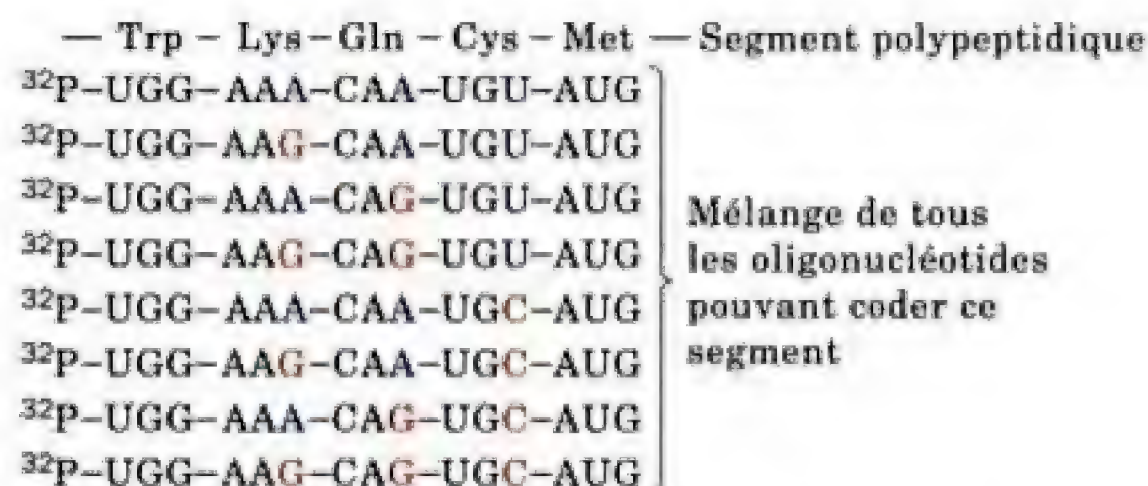 — Trp – Lys – Gln – Cys – Met — Segment polypeptidique
³²P–UGG–AAA–CAA–UGU–AUG
³²P–UGG–AAG–CAA–UGU–AUG
³²P–UGG–AAA–CAG–UGU–AUG
³²P–UGG–AAG–CAG–UGU–AUG
³²P–UGG–AAA–CAA–UGC–AUG
³²P–UGG–AAG–CAA–UGC–AUG
³²P–UGG–AAA–CAG–UGC–AUG
³²P–UGG–AAG–CAG–UGC–AUG
Mélange de tous
les oligonucléotides
pouvant coder ce
segment